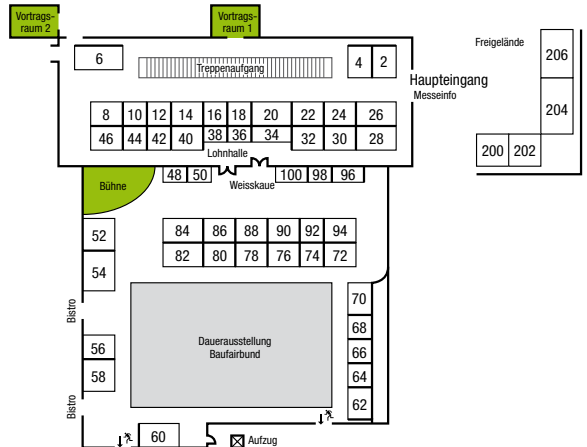 Vortrags-
raum 2
Vortrags-
raum 1
Freigelände
6
Treppenaufgang
4 2
206
Haupteingang
Messeinfo
204
8 10 12 14 16 18 20 22 24 26
46 44 42 40 38 36 34 32 30 28
200 202
Lohnhalle
48 50
Weisskaue
100 98 96
Bühne
52
84 86 88 90 92 94
82 80 78 76 74 72
54
70
Bistro
68
Dauerausstellung
Baufairbund
56
66
58
64
62
Bistro
60
Aufzug